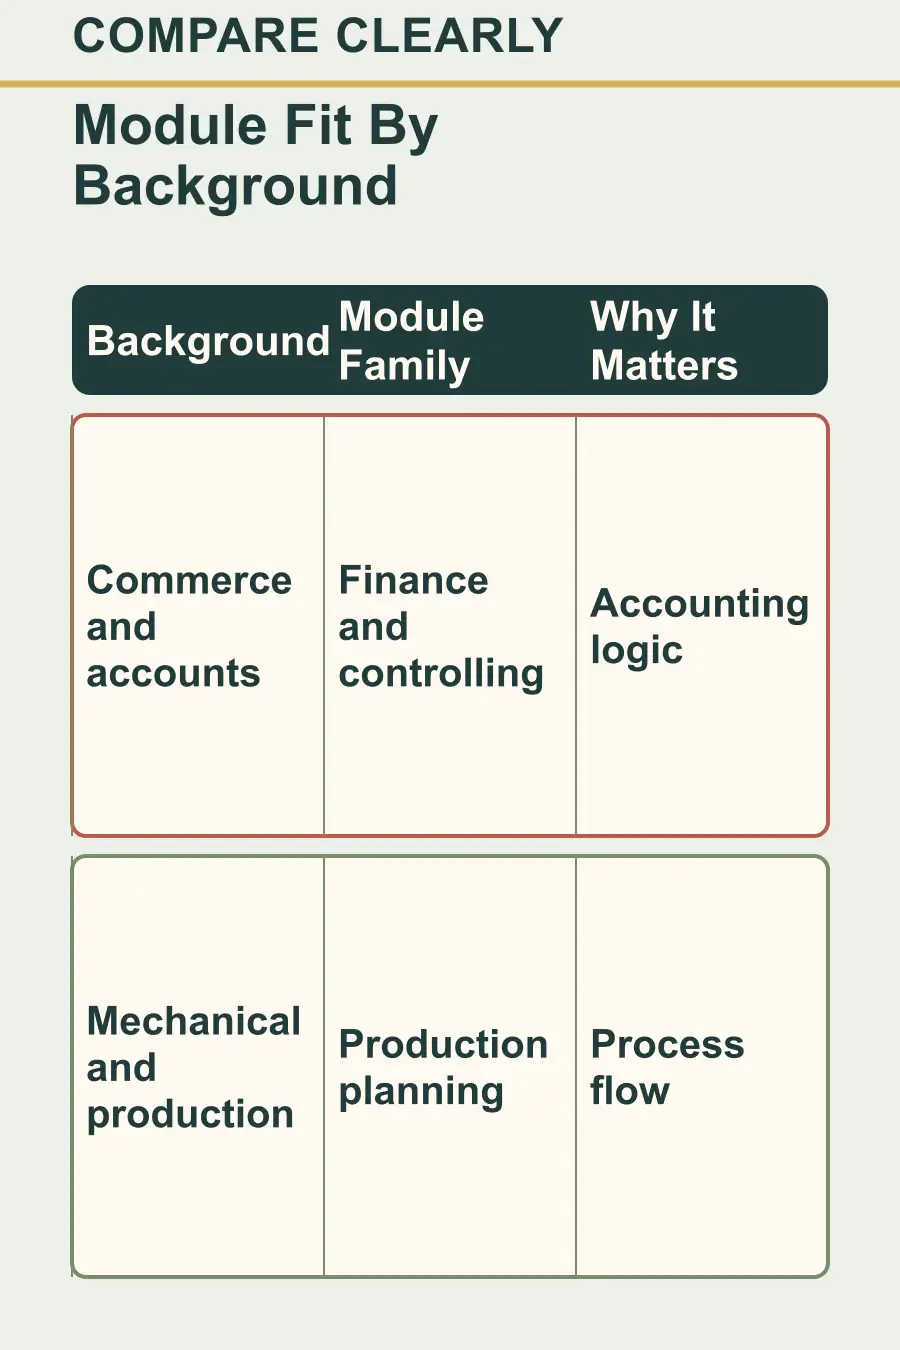 COMPARE CLEARLY
Module Fit By
Background
Background
Module
Family
Why It
Matters
Commerce
and
accounts
Finance
and
controlling
Accounting
logic
Mechanical
and
production
Production
planning
Process
flow